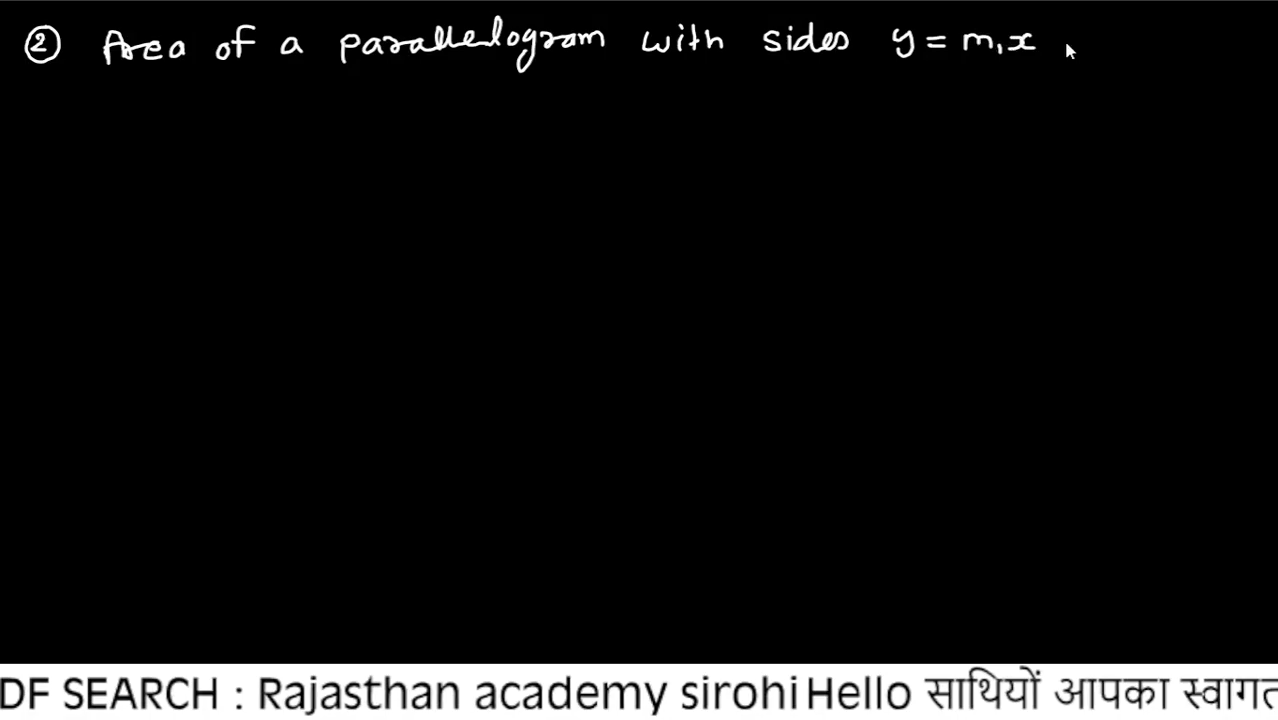 ② Area of a parallelogram with sides y = m₁x
DF SEARCH : Rajasthan academy sirohi Hello साथियों आपका स्वागत